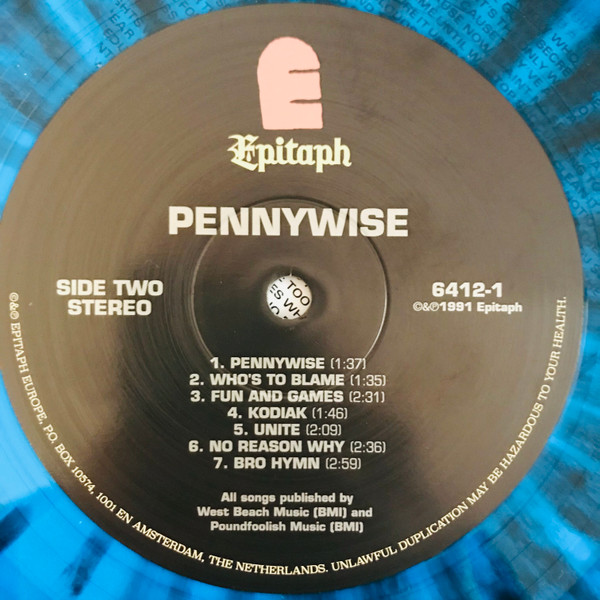 Epitaph
PENNYWISE
SIDE TWO
STEREO
6412-1
©&℗1991 Epitaph
1. PENNYWISE (1:37)
2. WHO'S TO BLAME (1:35)
3. FUN AND GAMES (2:31)
4. KODIAK (1:46)
5. UNITE (2:09)
6. NO REASON WHY (2:36)
7. BRO HYMN (2:59)
All songs published by
West Beach Music (BMI) and
Poundfoolish Music (BMI)
©&℗ EPITAPH EUROPE, P.O. BOX 10574, 1001 EN AMSTERDAM, THE NETHERLANDS. UNLAWFUL DUPLICATION MAY BE HAZARDOUS TO YOUR HEALTH.
TOO